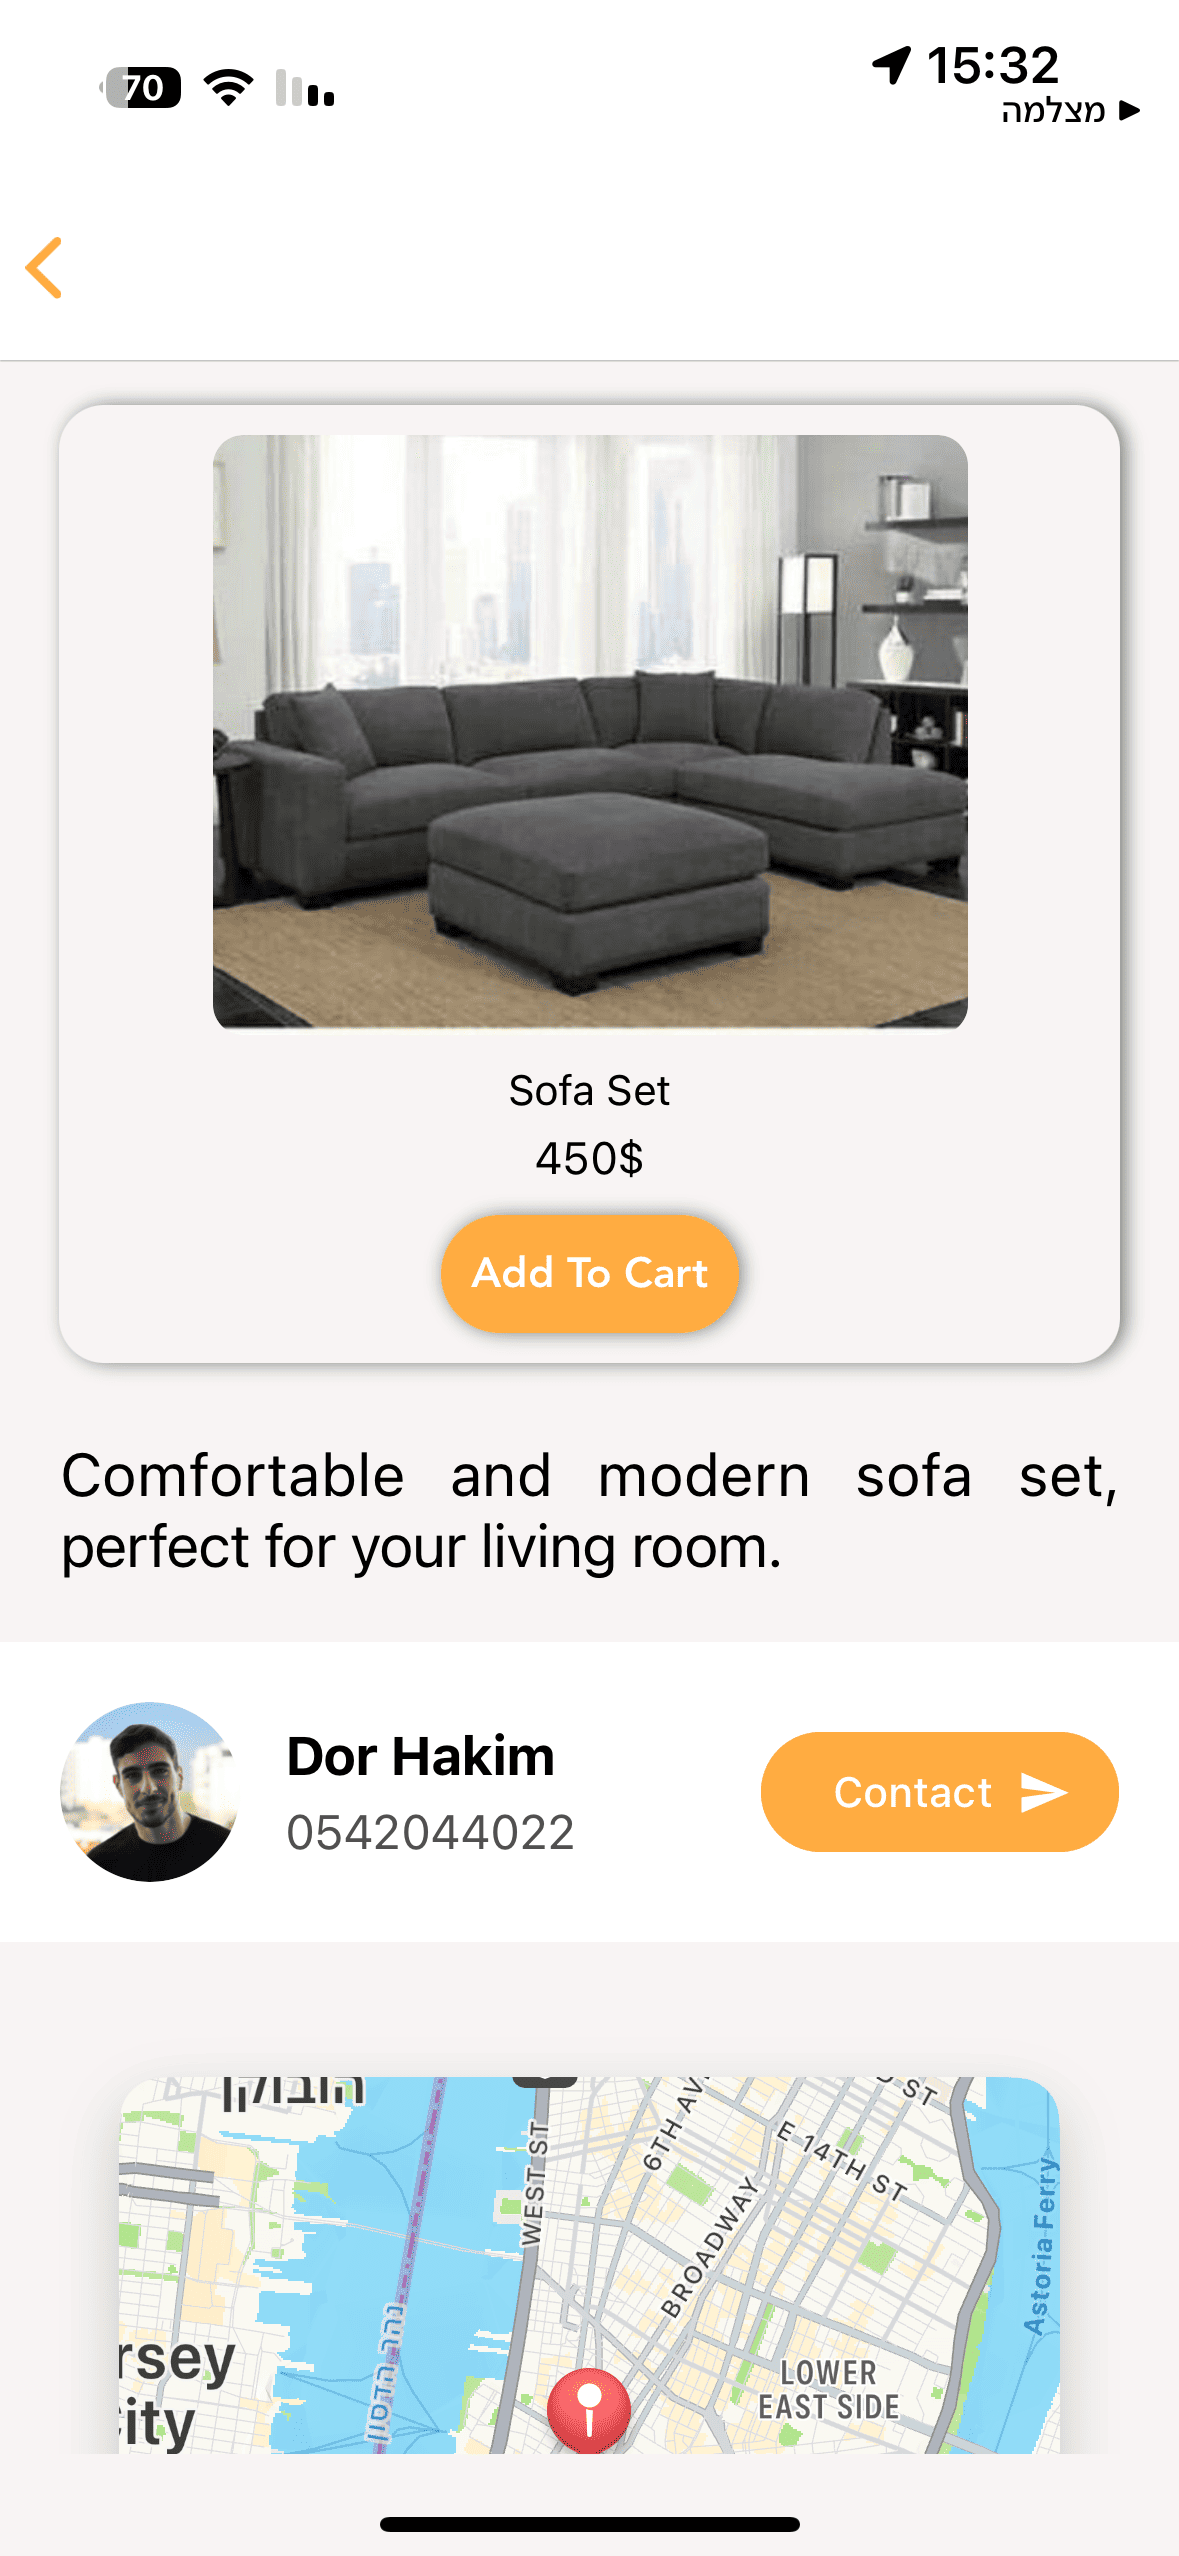 70
15:32
מצלמה
Sofa Set
450$
Add To Cart
Comfortable and modern sofa set,
perfect for your living room.
Dor Hakim
0542044022
Contact
הובוקן
WEST ST
6TH AV
ST
E 14TH ST
BROADWAY
Astoria Ferry
נהר הדסון
rsey
ity
LOWER
EAST SIDE